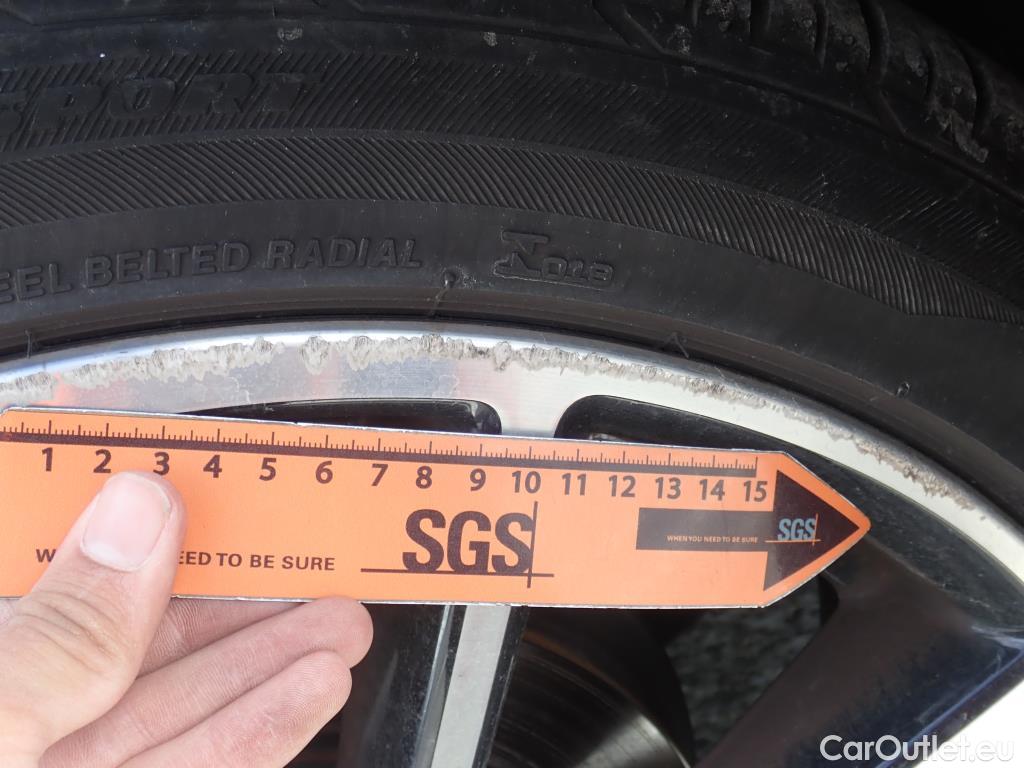 SPORT
EEL BELTED RADIAL
1 2 3 4 5 6 7 8 9 10 11 12 13 14 15
SGS
WHEN YOU NEED TO BE SURE
SGS
W EED TO BE SURE
CarOutlet.eu